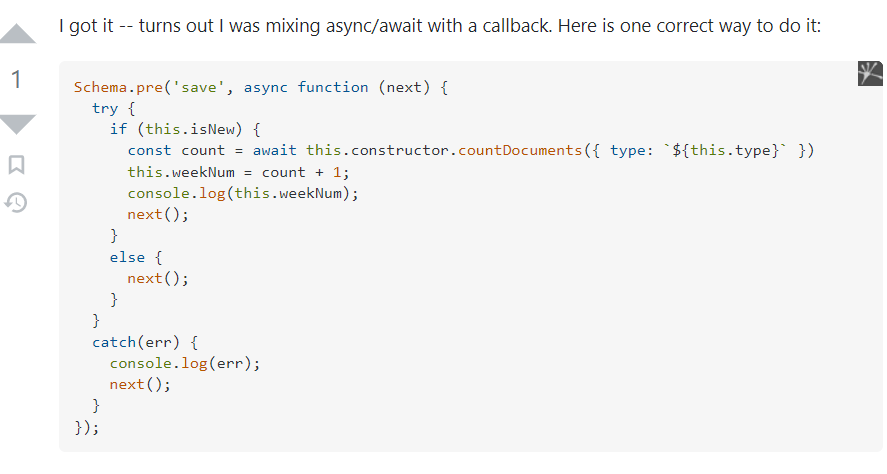 I got it -- turns out I was mixing async/await with a callback. Here is one correct way to do it:
1
Schema.pre('save', async function (next) {
  try {
    if (this.isNew) {
      const count = await this.constructor.countDocuments({ type: `${this.type}` })
      this.weekNum = count + 1;
      console.log(this.weekNum);
      next();
    }
    else {
      next();
    }
  }
  catch(err) {
    console.log(err);
    next();
  }
});